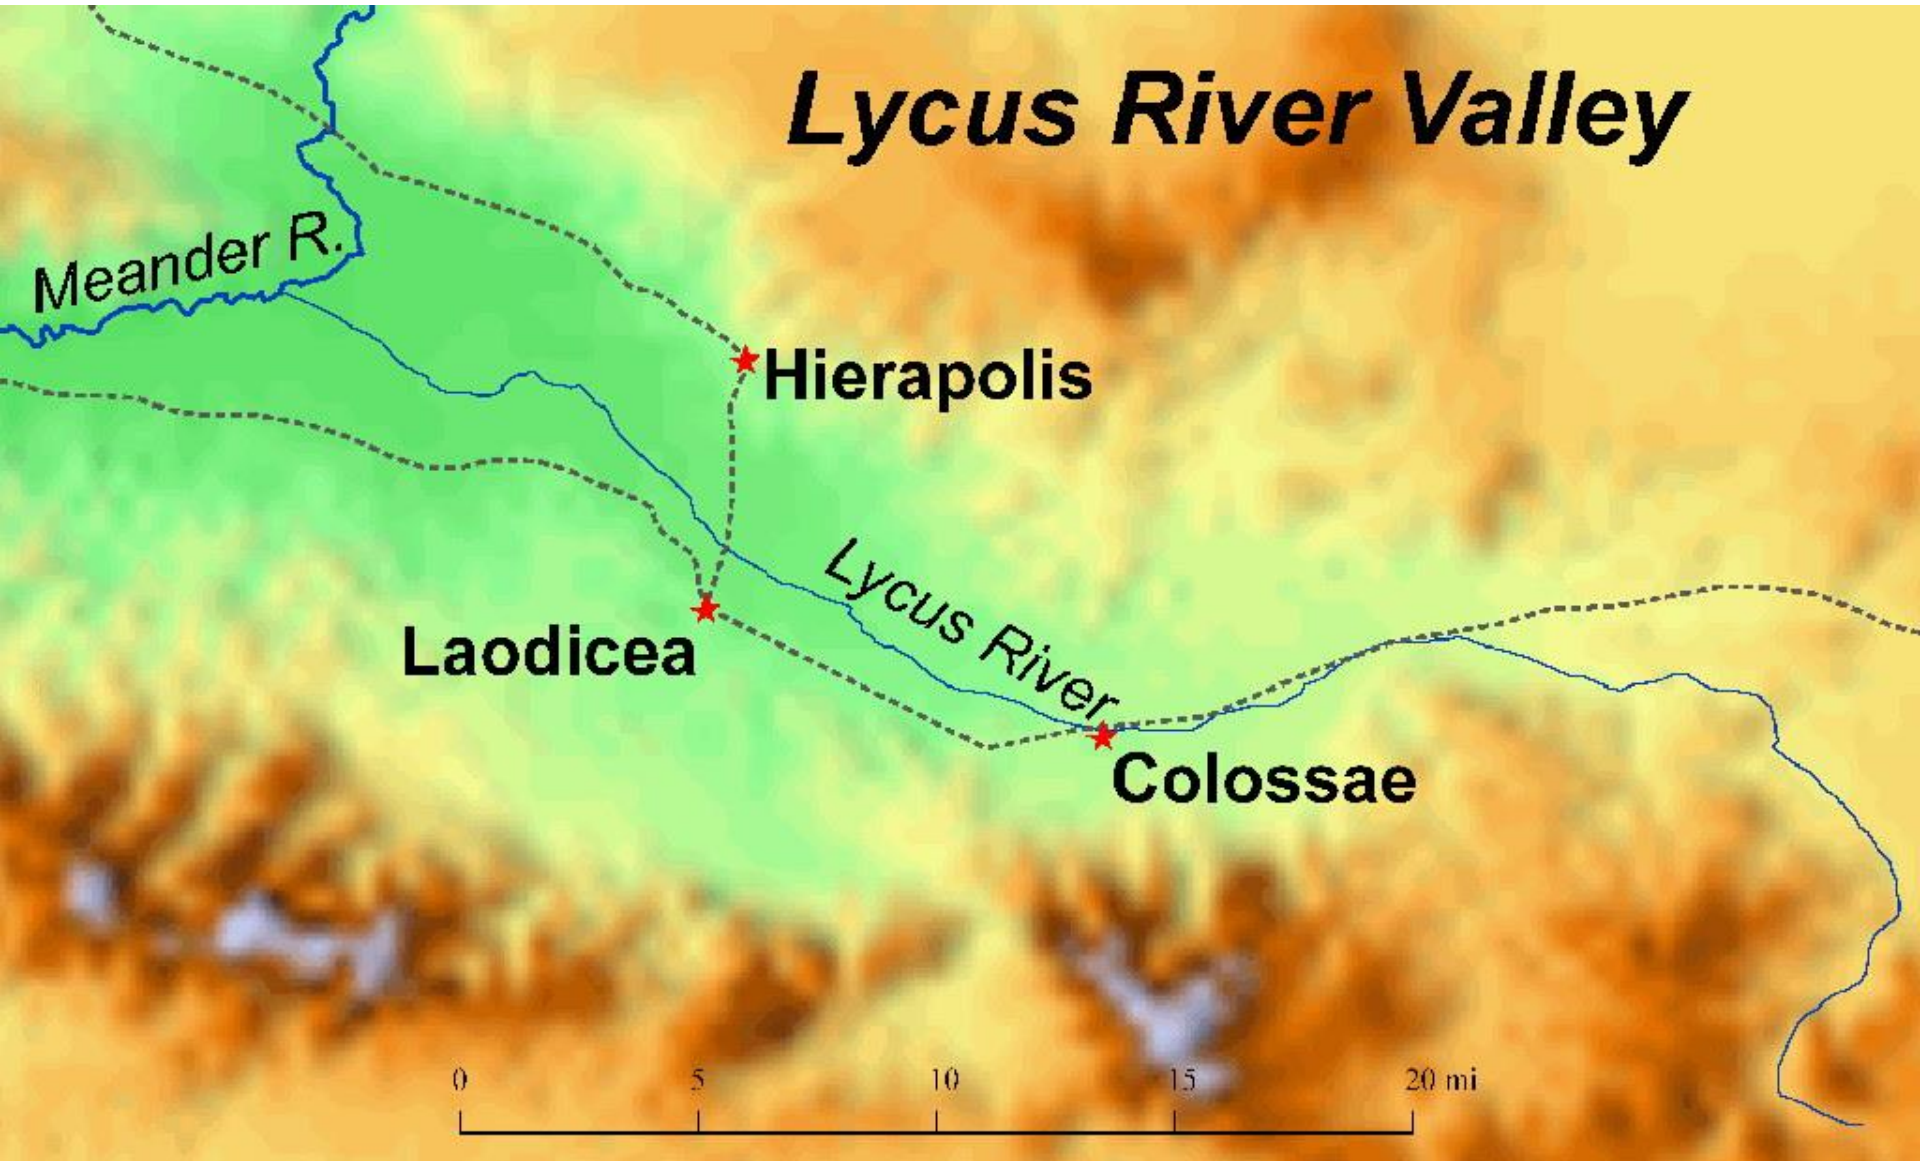 Lycus River Valley
Meander R.
Hierapolis
Lycus River
Laodicea
Colossae
0 5 10 15 20 mi